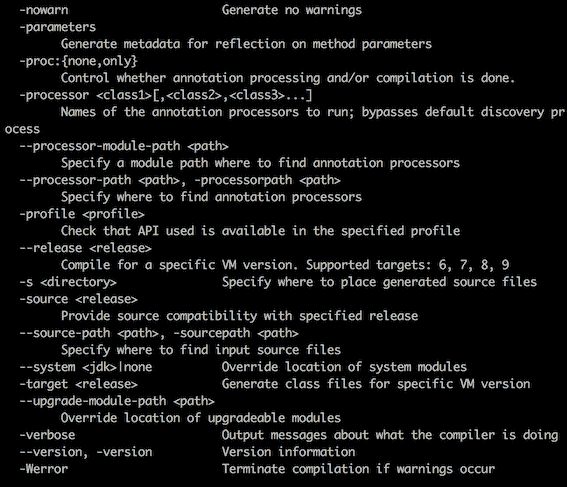 -nowarn                      Generate no warnings
-parameters
      Generate metadata for reflection on method parameters
-proc:{none,only}
      Control whether annotation processing and/or compilation is done.
-processor <class1>[,<class2>,<class3>...]
      Names of the annotation processors to run; bypasses default discovery pr
ocess
--processor-module-path <path>
      Specify a module path where to find annotation processors
--processor-path <path>, -processorpath <path>
      Specify where to find annotation processors
-profile <profile>
      Check that API used is available in the specified profile
--release <release>
      Compile for a specific VM version. Supported targets: 6, 7, 8, 9
-s <directory>               Specify where to place generated source files
-source <release>
      Provide source compatibility with specified release
--source-path <path>, -sourcepath <path>
      Specify where to find input source files
--system <jdk>|none          Override location of system modules
-target <release>            Generate class files for specific VM version
--upgrade-module-path <path>
      Override location of upgradeable modules
-verbose                     Output messages about what the compiler is doing
--version, -version          Version information
-Werror                      Terminate compilation if warnings occur